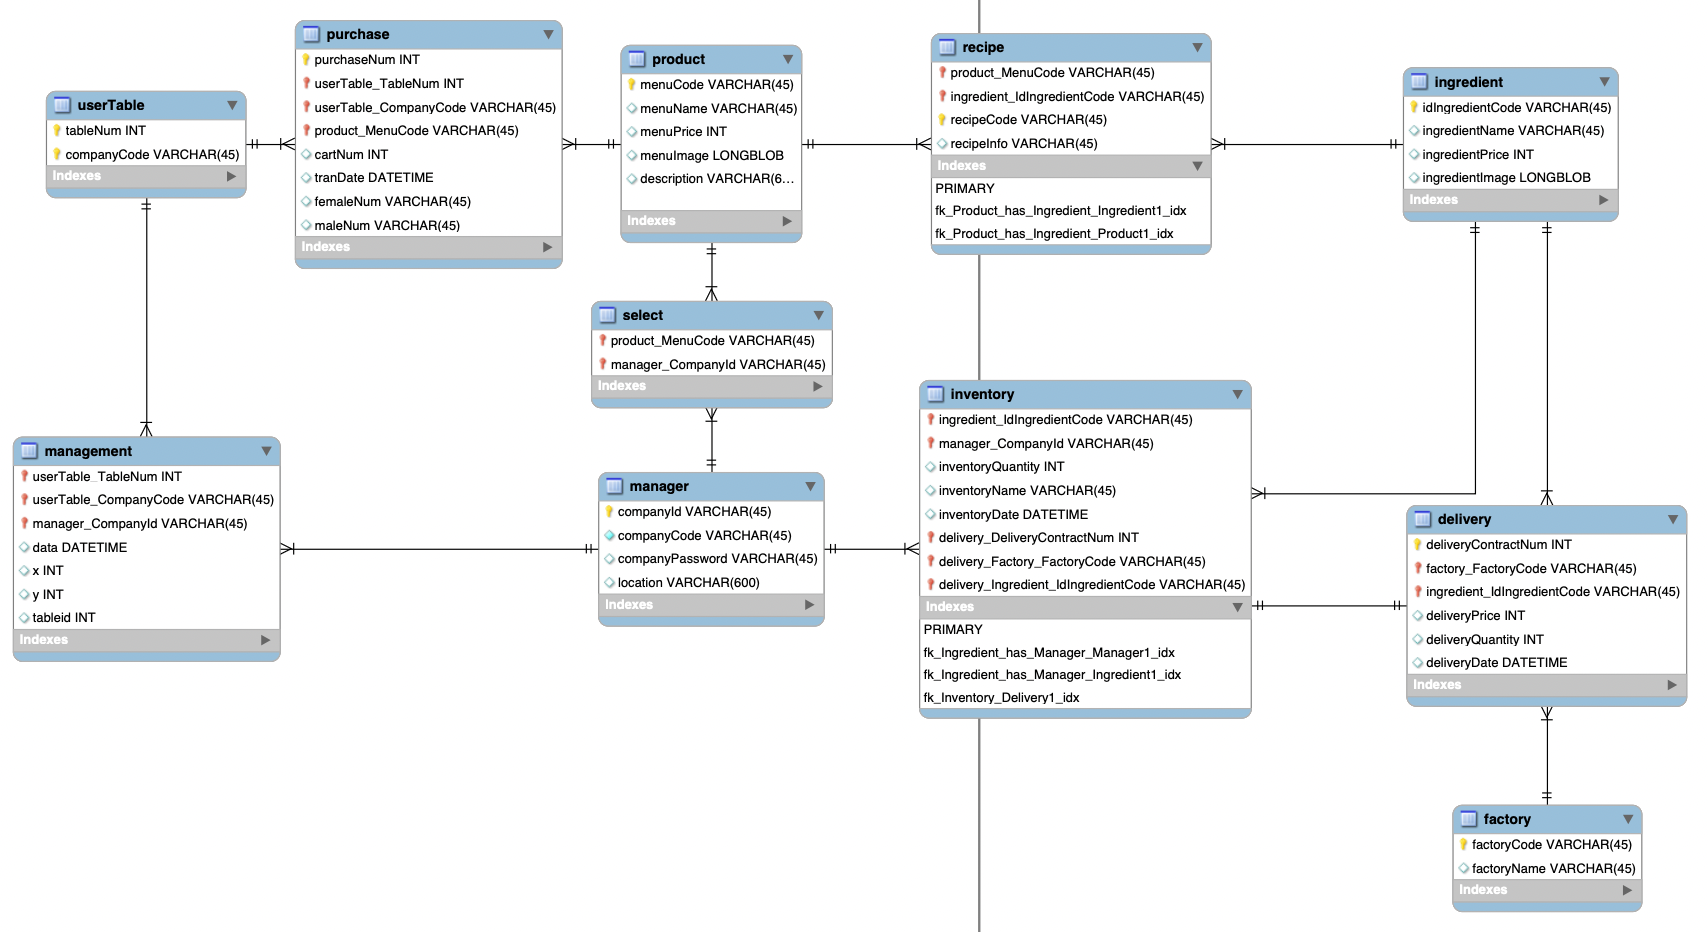 userTable
tableNum INT
companyCode VARCHAR(45)
Indexes
purchase
purchaseNum INT
userTable_TableNum INT
userTable_CompanyCode VARCHAR(45)
product_MenuCode VARCHAR(45)
cartNum INT
tranDate DATETIME
femaleNum VARCHAR(45)
maleNum VARCHAR(45)
Indexes
product
menuCode VARCHAR(45)
menuName VARCHAR(45)
menuPrice INT
menuImage LONGBLOB
description VARCHAR(6...
Indexes
recipe
product_MenuCode VARCHAR(45)
ingredient_IdIngredientCode VARCHAR(45)
recipeCode VARCHAR(45)
recipeInfo VARCHAR(45)
Indexes
PRIMARY
fk_Product_has_Ingredient_Ingredient1_idx
fk_Product_has_Ingredient_Product1_idx
ingredient
idIngredientCode VARCHAR(45)
ingredientName VARCHAR(45)
ingredientPrice INT
ingredientImage LONGBLOB
Indexes
select
product_MenuCode VARCHAR(45)
manager_CompanyId VARCHAR(45)
Indexes
management
userTable_TableNum INT
userTable_CompanyCode VARCHAR(45)
manager_CompanyId VARCHAR(45)
data DATETIME
x INT
y INT
tableid INT
Indexes
manager
companyId VARCHAR(45)
companyCode VARCHAR(45)
companyPassword VARCHAR(45)
location VARCHAR(600)
Indexes
inventory
ingredient_IdIngredientCode VARCHAR(45)
manager_CompanyId VARCHAR(45)
inventoryQuantity INT
inventoryName VARCHAR(45)
inventoryDate DATETIME
delivery_DeliveryContractNum INT
delivery_Factory_FactoryCode VARCHAR(45)
delivery_Ingredient_IdIngredientCode VARCHAR(45)
Indexes
PRIMARY
fk_Ingredient_has_Manager_Manager1_idx
fk_Ingredient_has_Manager_Ingredient1_idx
fk_Inventory_Delivery1_idx
delivery
deliveryContractNum INT
factory_FactoryCode VARCHAR(45)
ingredient_IdIngredientCode VARCHAR(45)
deliveryPrice INT
deliveryQuantity INT
deliveryDate DATETIME
Indexes
factory
factoryCode VARCHAR(45)
factoryName VARCHAR(45)
Indexes